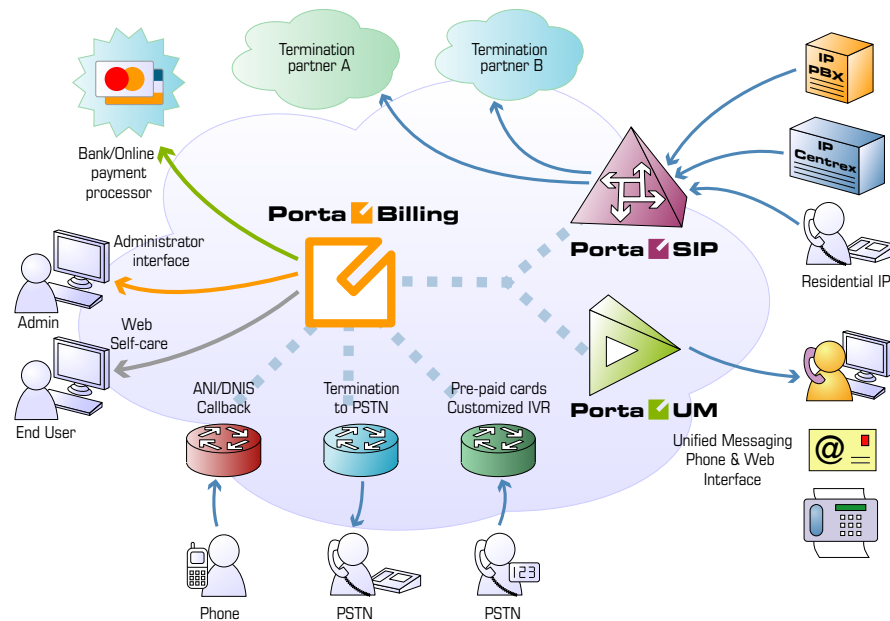 Termination
partner A
Termination
partner B
IP
PBX
IP
Centrex
Bank/Online
payment
processor
Porta Billing
Porta SIP
Residential IP
Administrator
interface
Admin
Web
Self-care
End User
ANI/DNIS
Callback
Termination
to PSTN
Pre-paid cards
Customized IVR
Porta UM
Unified Messaging
Phone & Web
Interface
@
123
Phone
PSTN
PSTN